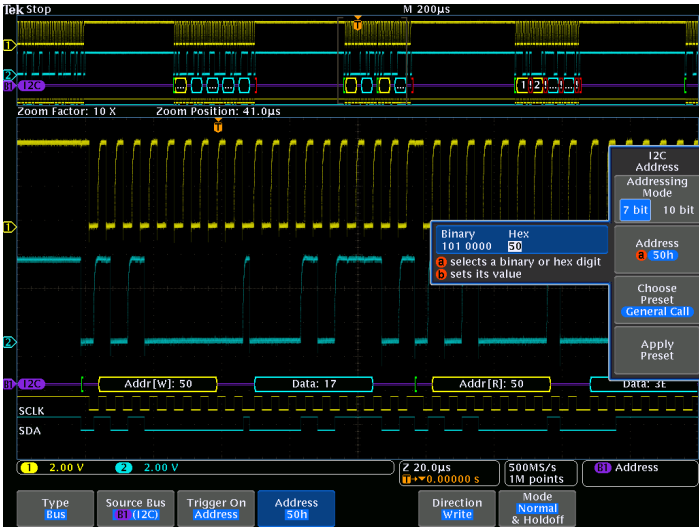 Tek Stop
M 200µs
T
1
2
B1 I2C
... ... ... ...
... ...
1 2 ... ...
Zoom Factor: 10 X Zoom Position: 41.0µs
T
I2C
Address
Addressing
Mode
7 bit 10 bit
1
Binary Hex
101 0000 50
a selects a binary or hex digit
b sets its value
Address
a 50h
Choose
Preset
General Call
Apply
Preset
2
B1 I2C
Addr[W]: 50
Data: 17
Addr[R]: 50
Data: 3E
SCLK
SDA
1 2.00 V 2 2.00 V
Z 20.0µs
T→▼0.00000 s
500MS/s
1M points
B1 Address
Type
Bus
Source Bus
B1 (I2C)
Trigger On
Address
Address
50h
Direction
Write
Mode
Normal
& Holdoff